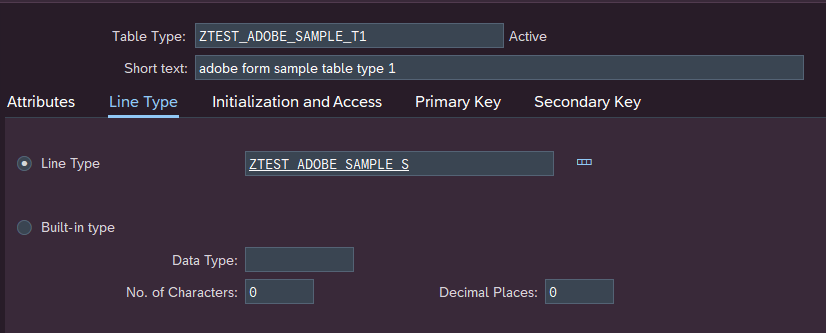 Table Type: ZTEST_ADOBE_SAMPLE_T1 Active
Short text: adobe form sample table type 1
Attributes Line Type Initialization and Access Primary Key Secondary Key
Line Type ZTEST_ADOBE_SAMPLE_S
Built-in type
Data Type:
No. of Characters: 0 Decimal Places: 0